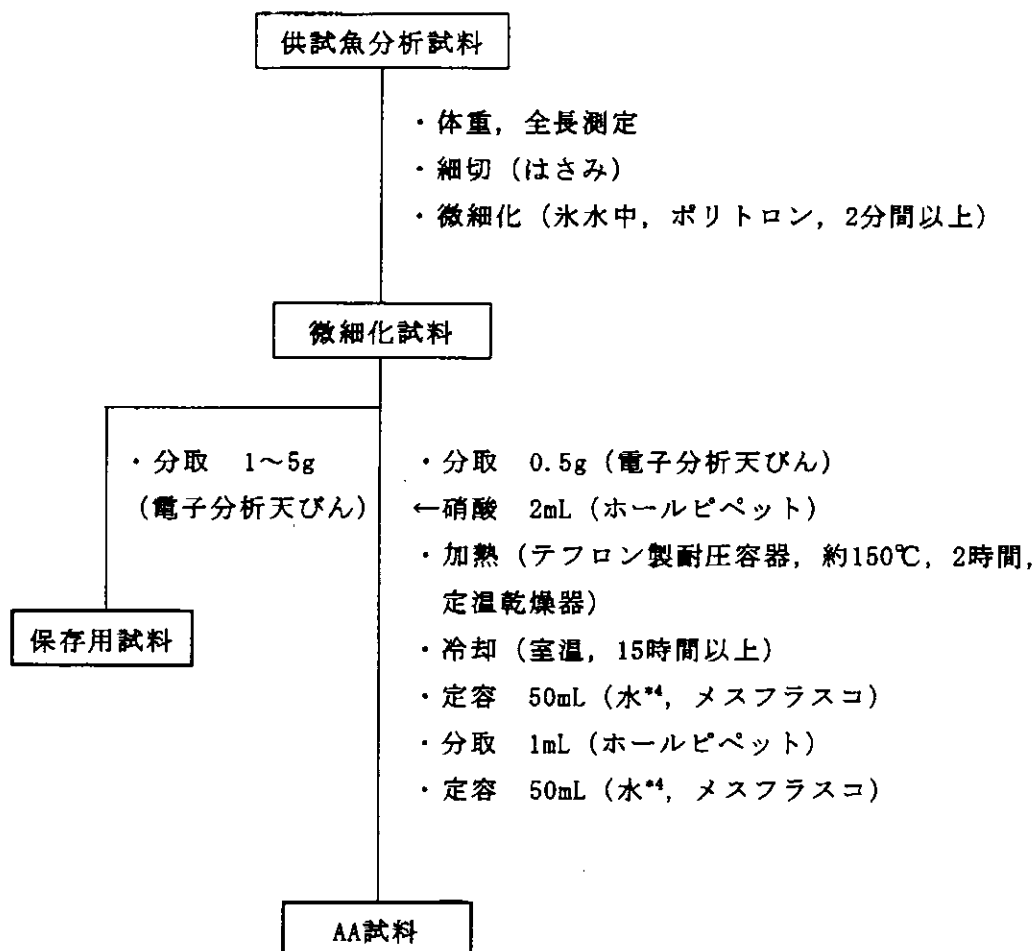 供試魚分析試料
・体重，全長測定
・細切（はさみ）
・微細化（氷水中，ポリトロン，2分間以上）
微細化試料
・分取　1～5g
（電子分析天びん）
保存用試料
・分取　0.5g（電子分析天びん）
←硝酸　2mL（ホールピペット）
・加熱（テフロン製耐圧容器，約150℃，2時間，
定温乾燥器）
・冷却（室温，15時間以上）
・定容　50mL（水*4，メスフラスコ）
・分取　1mL（ホールピペット）
・定容　50mL（水*4，メスフラスコ）
AA試料